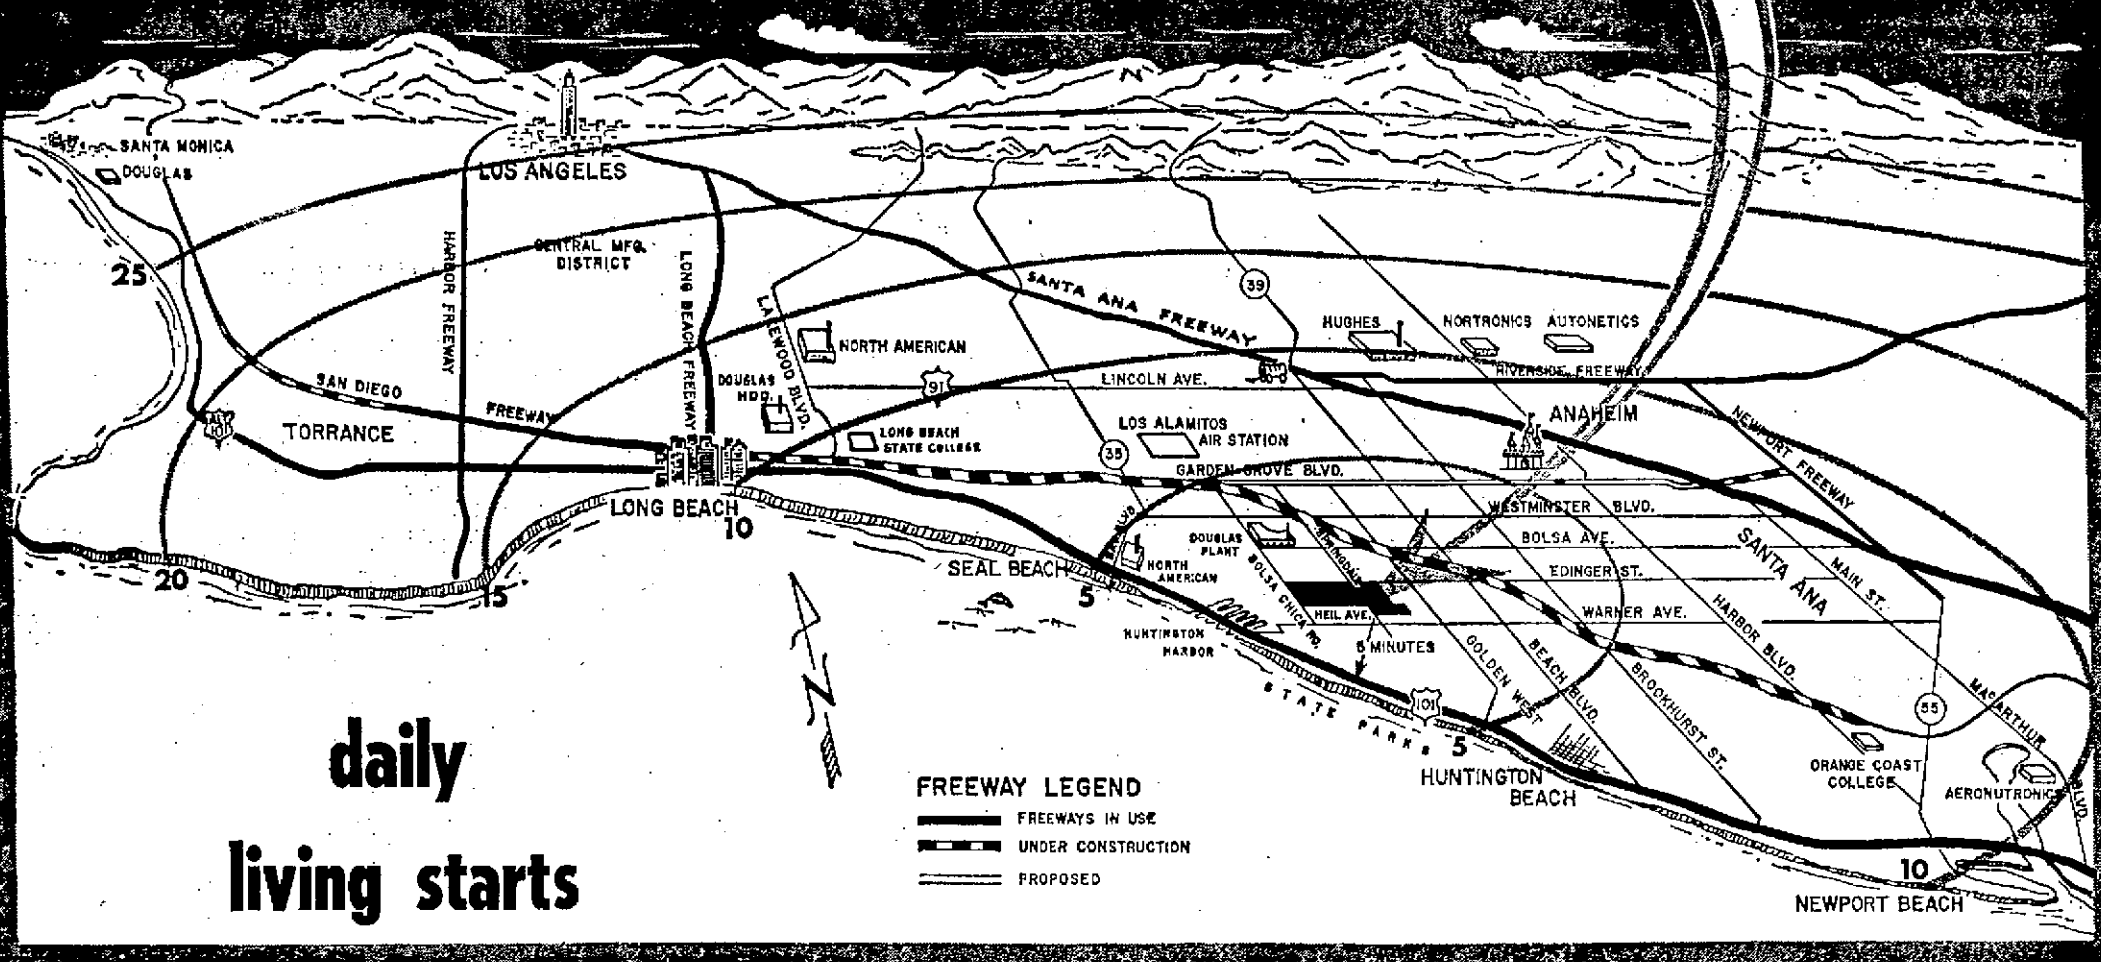 SANTA MONICA
DOUGLAS
LOS ANGELES
25
HARBOR FREEWAY
CENTRAL MFG.
DISTRICT
LONG BEACH FREEWAY
LAKEWOOD BLVD.
NORTH AMERICAN
SANTA ANA FREEWAY
39
HUGHES
NORTRONICS
AUTONETICS
RIVERSIDE FREEWAY
SAN DIEGO
FREEWAY
DOUGLAS
HDQ.
91
LINCOLN AVE.
ALT
101
TORRANCE
LONG BEACH
STATE COLLEGE
LOS ALAMITOS
AIR STATION
35
ANAHEIM
NEWPORT FREEWAY
GARDEN GROVE BLVD.
LONG BEACH
10
WESTMINSTER BLVD.
BOLSA AVE.
EDINGER ST.
WARNER AVE.
HEIL AVE.
DOUGLAS
PLANT
SPRINGDALE
BOLSA CHICA RD.
NORTH
AMERICAN
SEAL BEACH
5
20
15
SANTA ANA
MAIN ST.
HARBOR BLVD.
HUNTINGTON
HARBOR
5 MINUTES
GOLDEN WEST
BEACH BLVD.
BROOKHURST ST.
MACARTHUR
BLVD.
55
STATE PARKS
101
5
HUNTINGTON
BEACH
ORANGE COAST
COLLEGE
AERONUTRONICS
10
NEWPORT BEACH
N
daily
living starts
FREEWAY LEGEND
FREEWAYS IN USE
UNDER CONSTRUCTION
PROPOSED